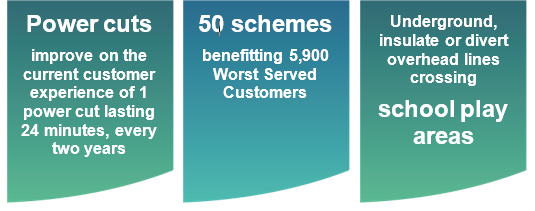 Power cuts
improve on the
current customer
experience of 1
power cut lasting
24 minutes, every
two years
50 schemes
benefitting 5,900
Worst Served
Customers
Underground,
insulate or divert
overhead lines
crossing
school play
areas